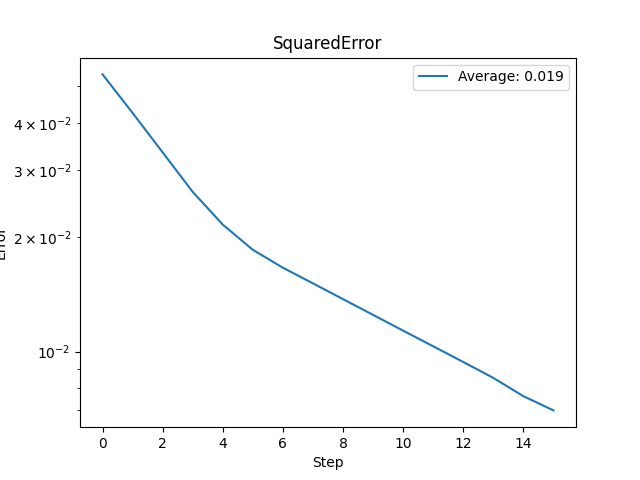 SquaredError
Average: 0.019
4 × 10⁻²
3 × 10⁻²
2 × 10⁻²
10⁻²
Error
0 2 4 6 8 10 12 14
Step